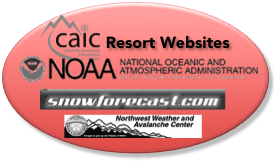 caic Resort Websites
NOAA NATIONAL OCEANIC AND
ATMOSPHERIC ADMINISTRATION
snowforecast.com
Northwest Weather and
Avalanche Center